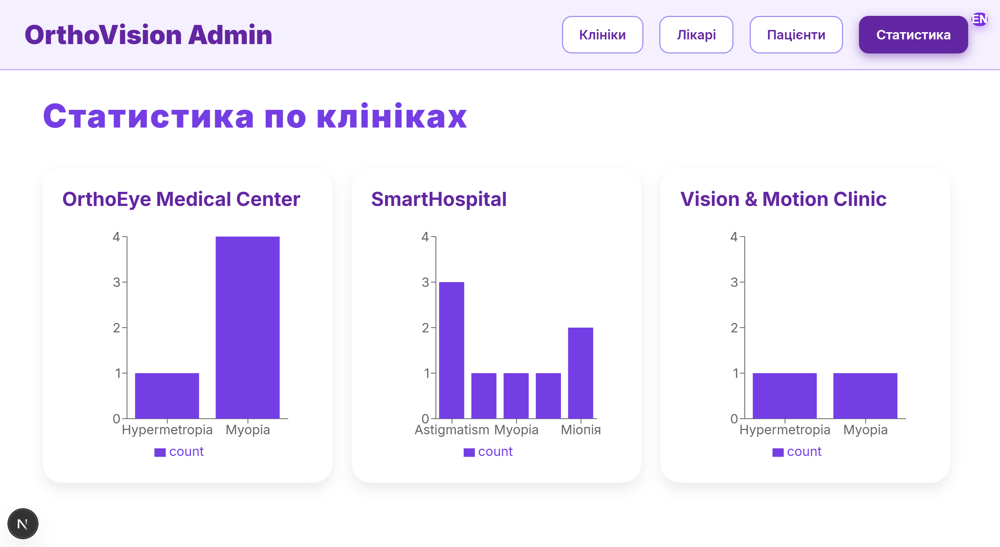 OrthoVision Admin
Клініки
Лікарі
Пацієнти
Статистика
EN
Статистика по клініках
OrthoEye Medical Center
4
3
2
1
0
Hypermetropia Myopia
count
SmartHospital
4
3
2
1
0
Astigmatism Myopia Міопія
count
Vision & Motion Clinic
4
3
2
1
0
Hypermetropia Myopia
count
N